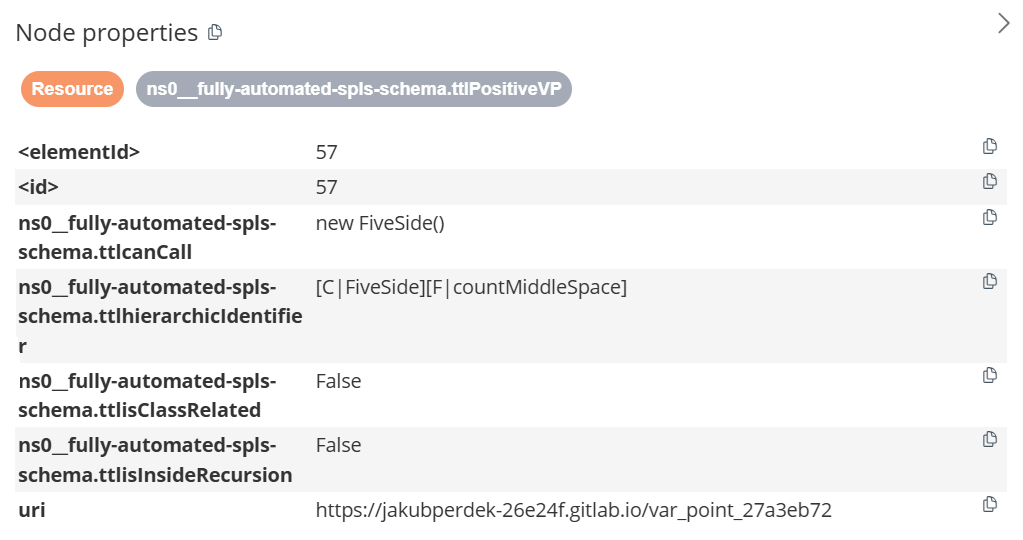 Node properties
Resource
ns0__fully-automated-spls-schema.ttlPositiveVP
<elementId> 57
<id> 57
ns0__fully-automated-spls- new FiveSide()
schema.ttlcanCall
ns0__fully-automated-spls- [C|FiveSide][F|countMiddleSpace]
schema.ttlhierarchicIdentifie
r
ns0__fully-automated-spls- False
schema.ttlisClassRelated
ns0__fully-automated-spls- False
schema.ttlisInsideRecursion
uri https://jakubperdek-26e24f.gitlab.io/var_point_27a3eb72